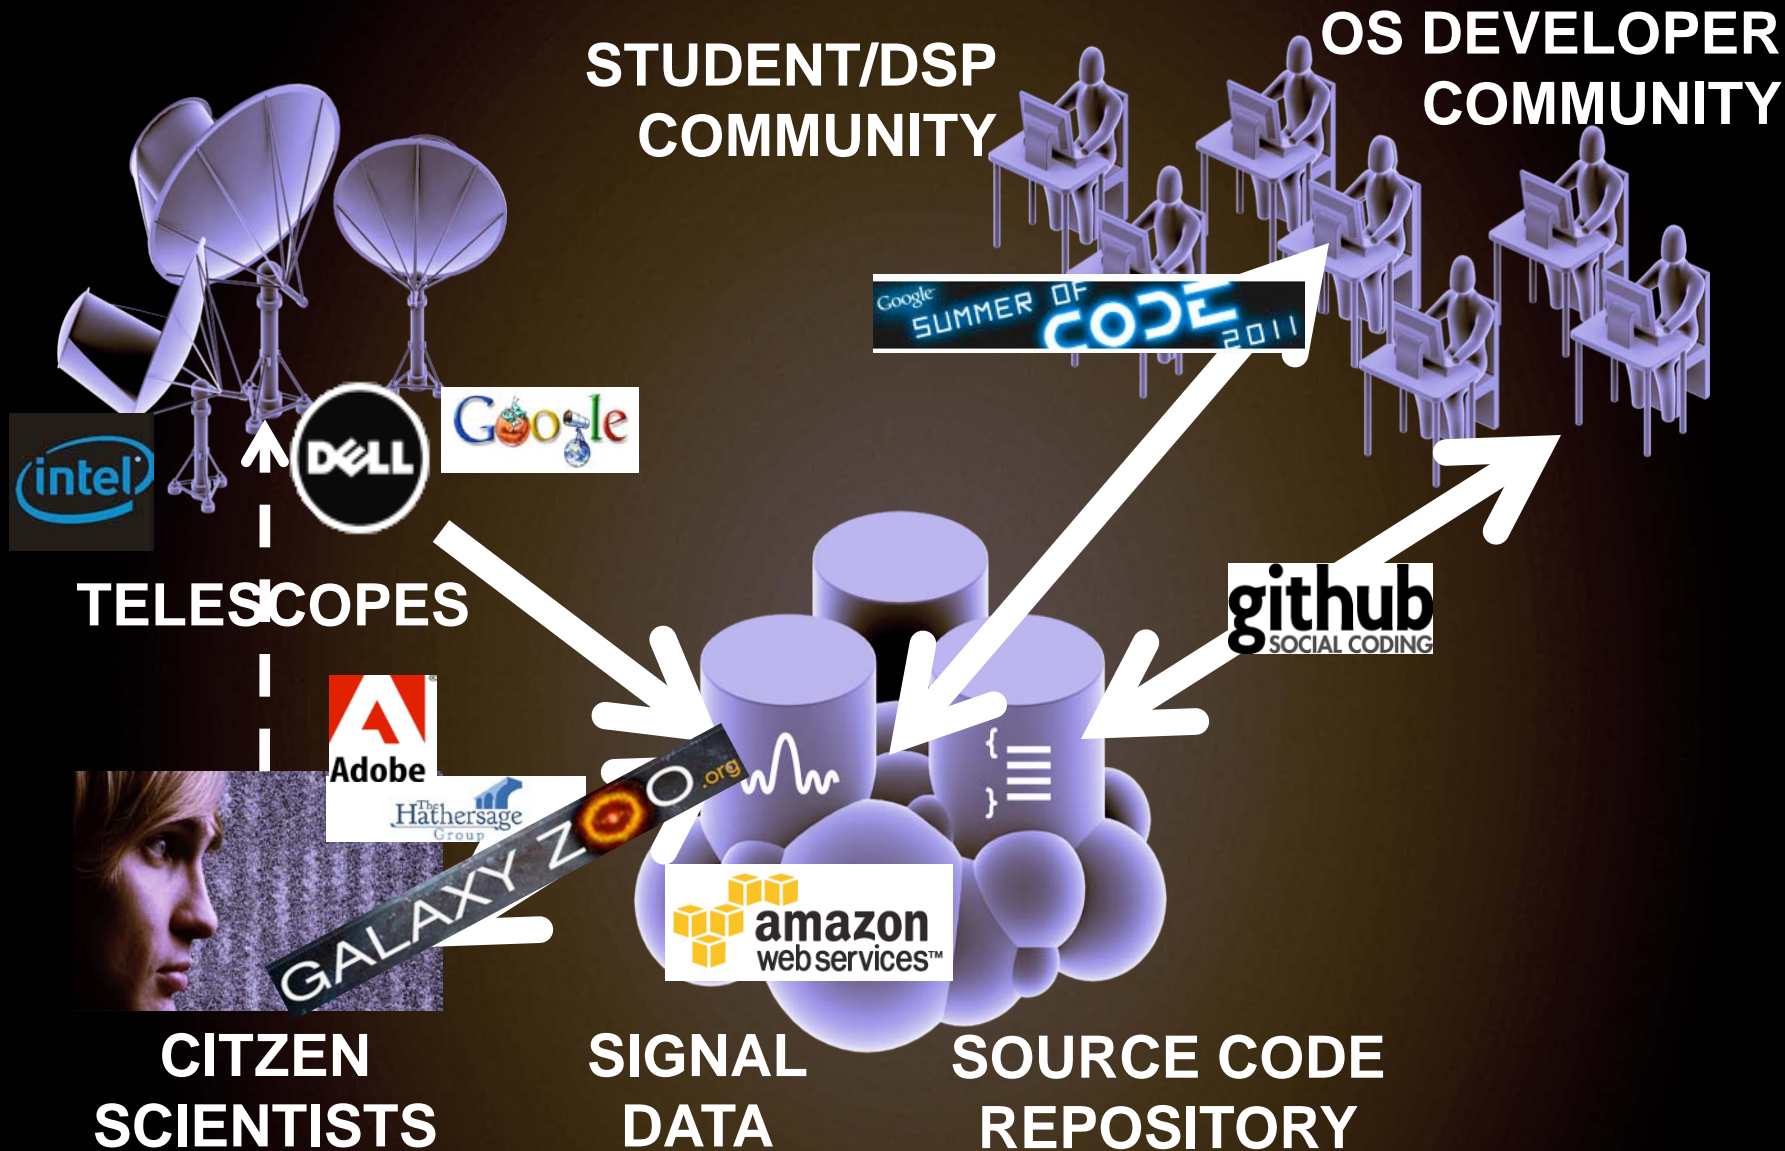 STUDENT/DSP
COMMUNITY
OS DEVELOPER
COMMUNITY
Google
SUMMER OF
CODE
2011
intel
DELL
Google
TELESCOPES
github
SOCIAL CODING
Adobe
The
Hathersage
Group
GALAXY ZOO.org
{
}
amazon
web services™
CITZEN
SCIENTISTS
SIGNAL
DATA
SOURCE CODE
REPOSITORY